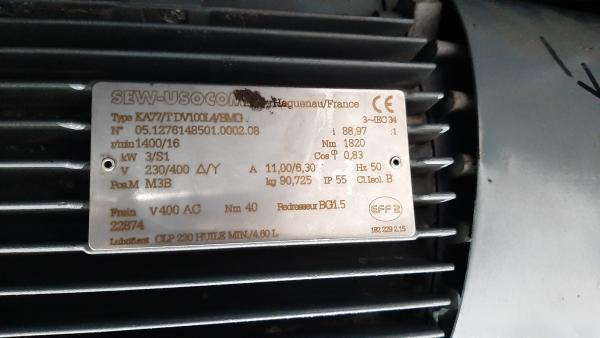 SEW-USOCOME Haguenau/France CE
Type KA77/T DV100L4/BMG. 3~IEC 34
N° 05.1276148501.0002.08 i 88,97 :1
r/min 1400/16 Nm 1820
kW 3/S1 Cos φ 0,83
V 230/400 Δ/Y A 11,00/6,30 Hz 50
Pos.M M3B kg 90,725 IP 55 Cl.Isol. B
Frein V 400 AC Nm 40 Redresseur BG1.5 EFF 2
22874
Lubrifiant CLP 220 HUILE MIN./4,60 L 182 229 2.15